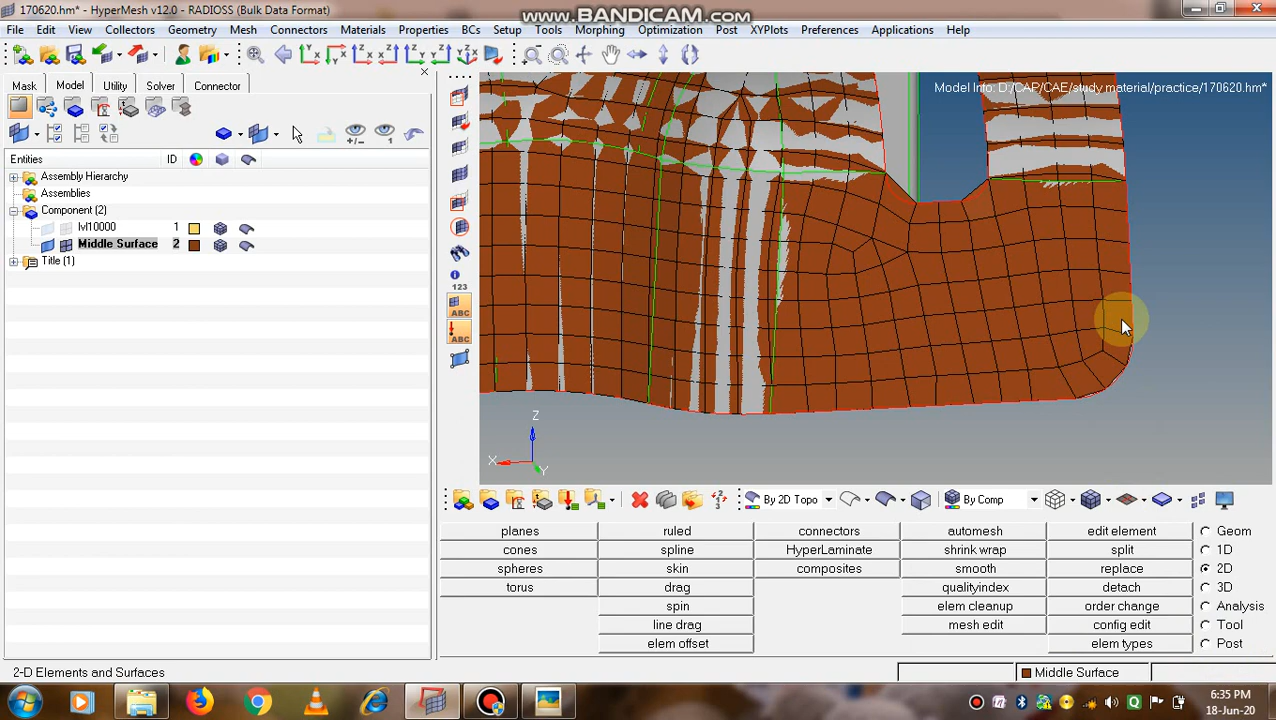 170620.hm* - HyperMesh v12.0 - RADIOSS (Bulk Data Format)
www.BANDICAM.com
File Edit View Collectors Geometry Mesh Connectors Materials Properties BCs Setup Tools Morphing Optimization Post XYPlots Preferences Applications Help
Mask Model Utility Solver Connector
Model Info: D:/CAP/CAE/study material/practice/170620.hm*
Entities ID
Assembly Hierarchy
Assemblies
Component (2)
lvl10000 1
Middle Surface 2
Title (1)
123
ABC
ABC
Z
X
Y
By 2D Topo By Comp
planes ruled connectors automesh edit element Geom
cones spline HyperLaminate shrink wrap split 1D
spheres skin composites smooth replace 2D
torus drag qualityindex detach 3D
spin elem cleanup order change Analysis
line drag mesh edit config edit Tool
elem offset elem types Post
2-D Elements and Surfaces Middle Surface
6:35 PM
18-Jun-20